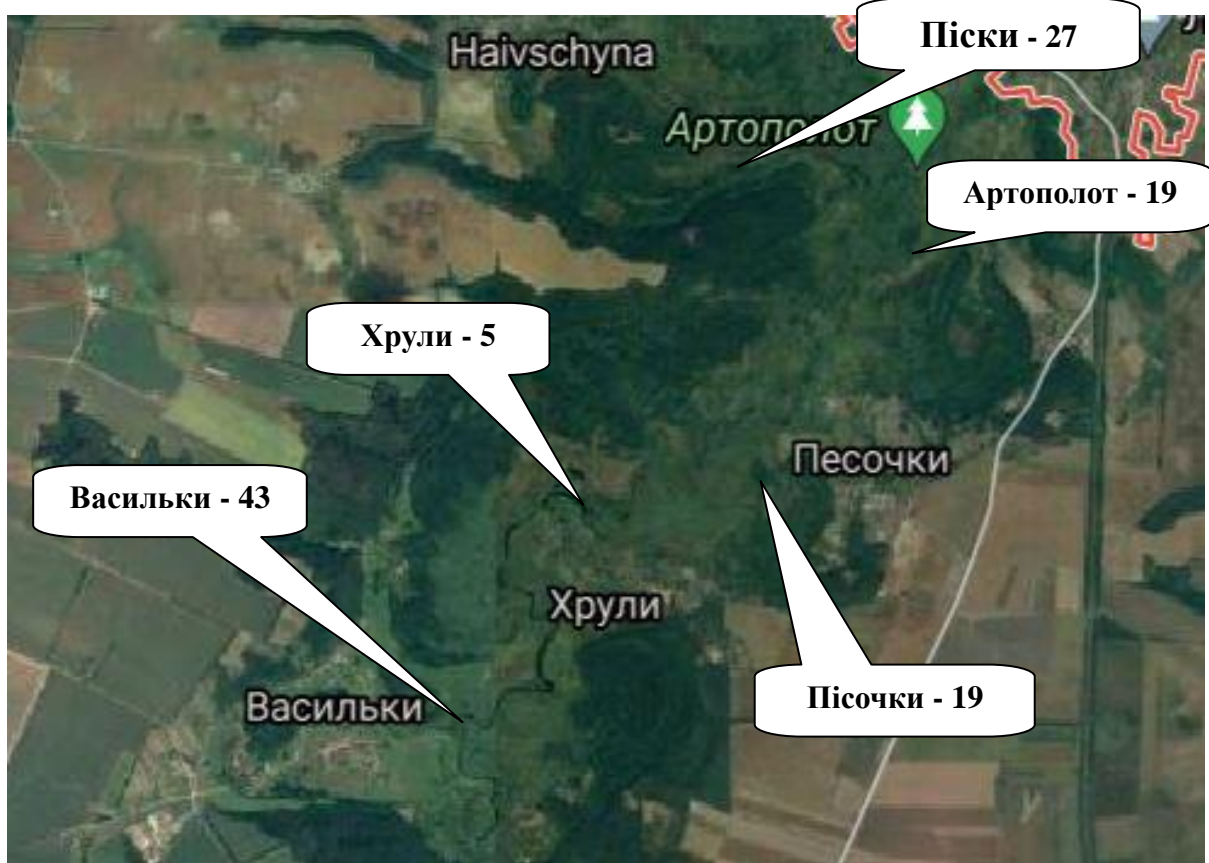 Піски - 27
Haivschyna
Артополот
Артополот - 19
Хрули - 5
Песочки
Васильки - 43
Хрули
Пісочки - 19
Васильки